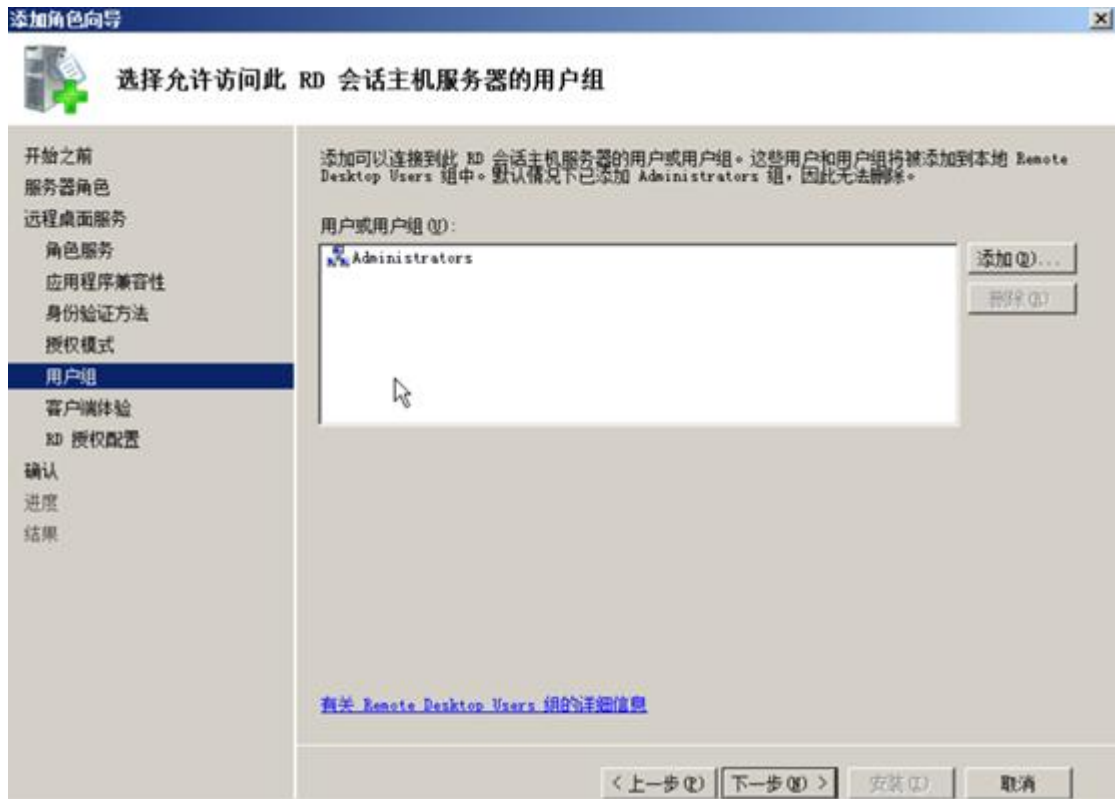 添加角色向导
选择允许访问此 RD 会话主机服务器的用户组
开始之前
服务器角色
远程桌面服务
角色服务
应用程序兼容性
身份验证方法
授权模式
用户组
客户端体验
RD 授权配置
确认
进度
结果
添加可以连接到此 RD 会话主机服务器的用户或用户组。这些用户和用户组将被添加到本地 Remote
Desktop Users 组中。默认情况下已添加 Administrators 组，因此无法删除。
用户或用户组(U):
Administrators
添加(D)...
删除(R)
有关 Remote Desktop Users 组的详细信息
< 上一步(P)
下一步(N) >
安装(I)
取消